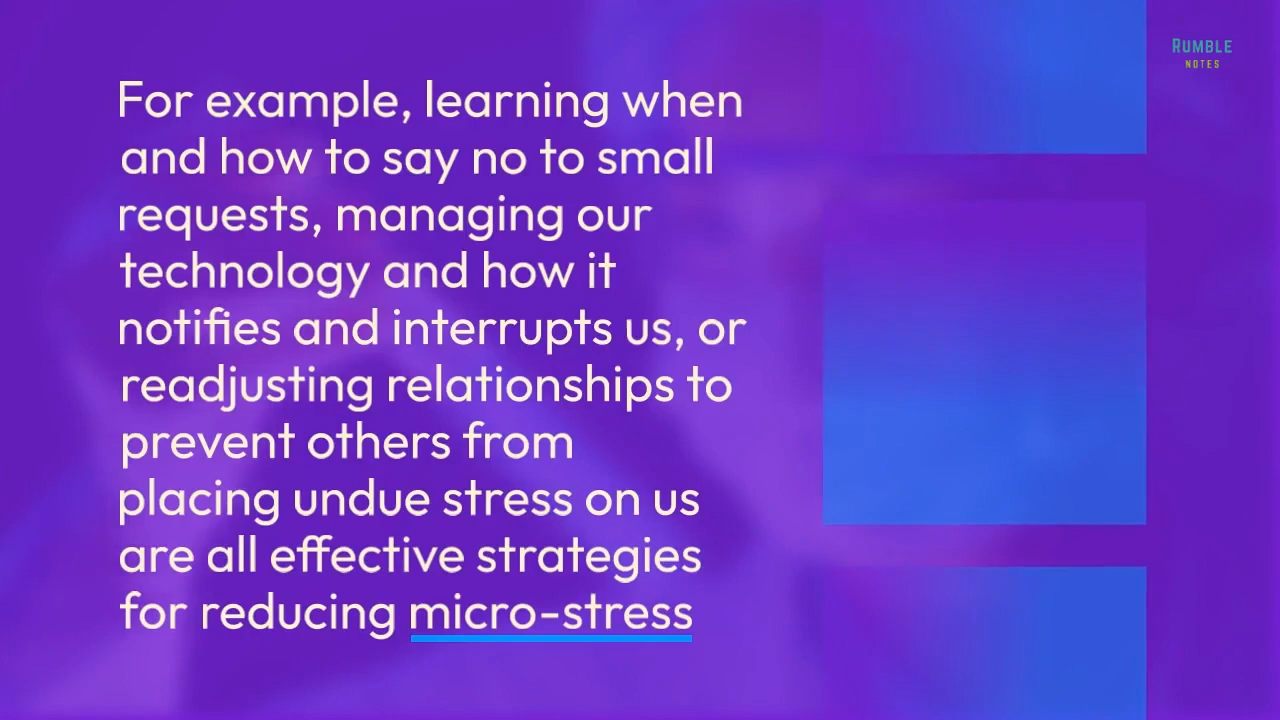 For example, learning when
and how to say no to small
requests, managing our
technology and how it
notifies and interrupts us, or
readjusting relationships to
prevent others from
placing undue stress on us
are all effective strategies
for reducing micro-stress
RUMBLE
NOTES